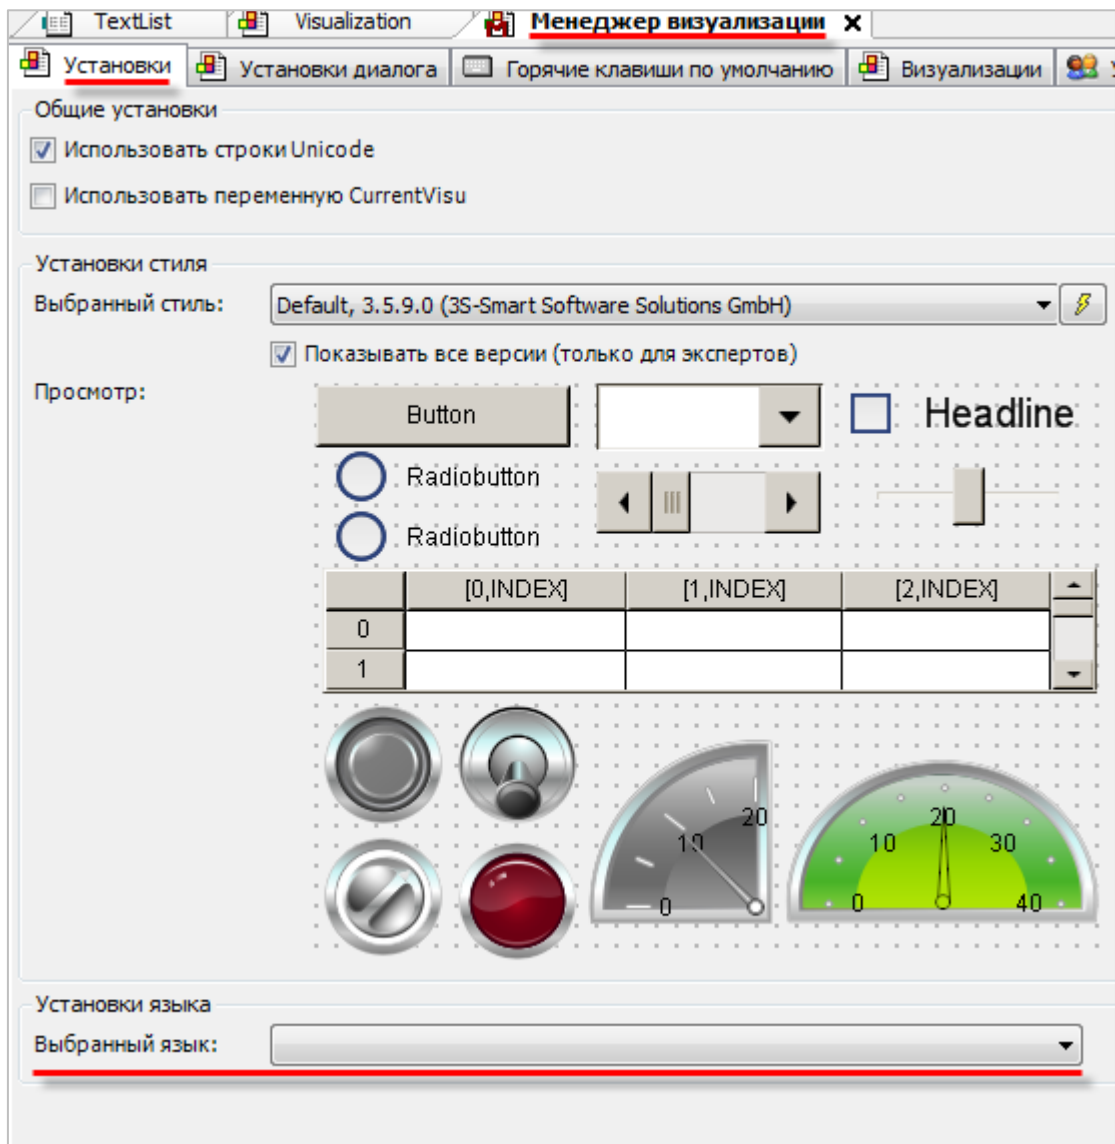 TextList Visualization Менеджер визуализации
Установки Установки диалога Горячие клавиши по умолчанию Визуализации
Общие установки
Использовать строки Unicode
Использовать переменную CurrentVisu
Установки стиля
Выбранный стиль: Default, 3.5.9.0 (3S-Smart Software Solutions GmbH)
Показывать все версии (только для экспертов)
Просмотр:
Button Headline
Radiobutton
Radiobutton
[0,INDEX] [1,INDEX] [2,INDEX]
0
1
0 10 20
0 10 20 30 40
Установки языка
Выбранный язык: